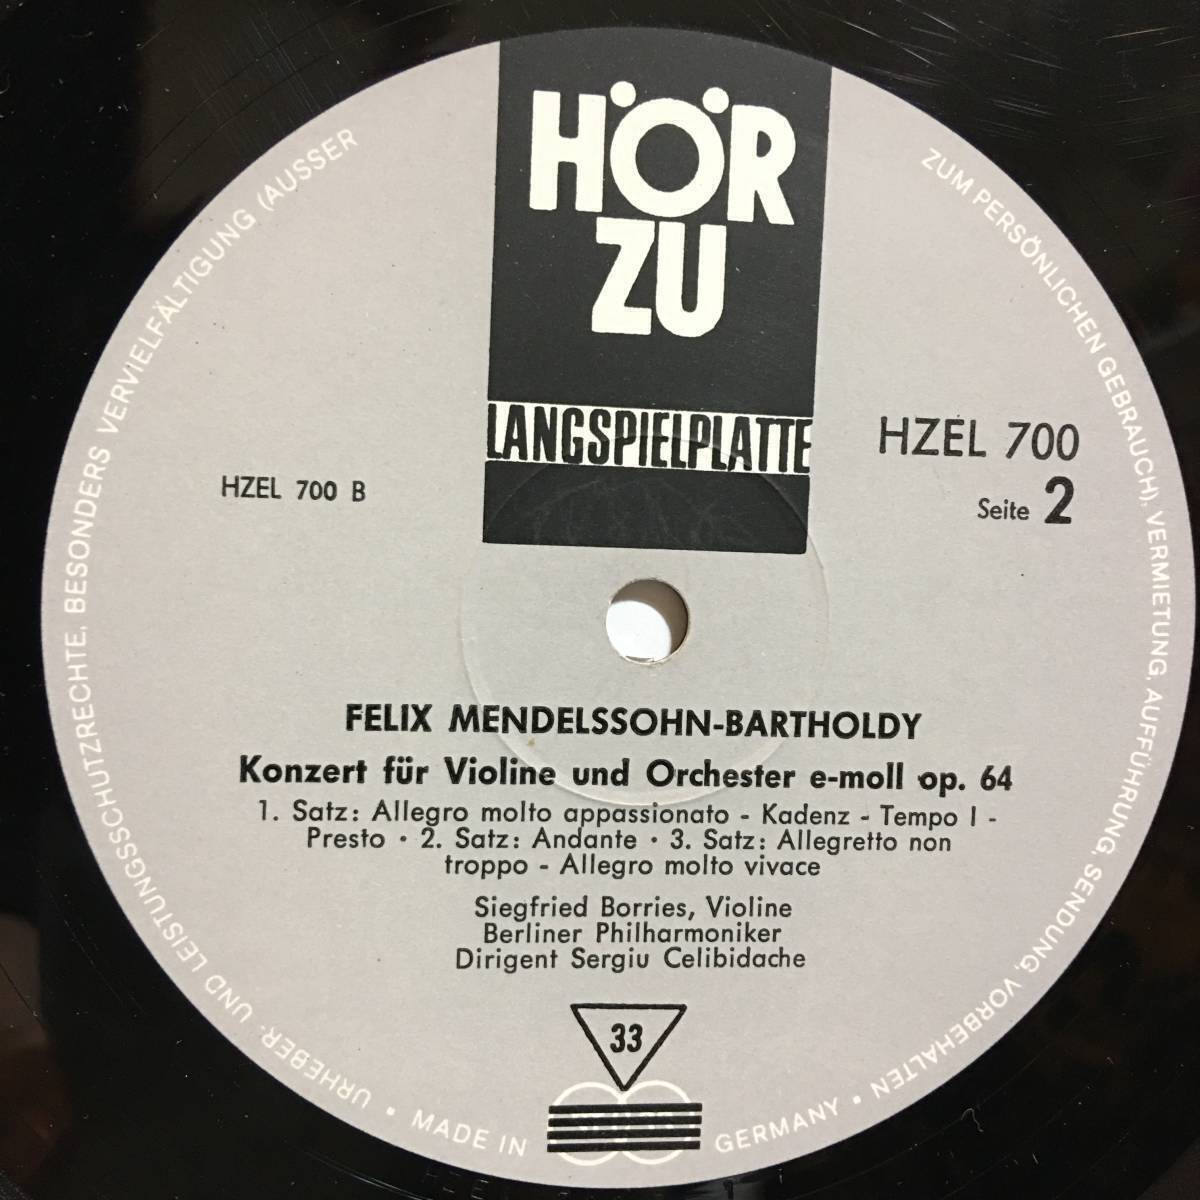 HÖR
ZU
LANGSPIELPLATTE
HZEL 700
Seite 2
HZEL 700 B
FELIX MENDELSSOHN-BARTHOLDY
Konzert für Violine und Orchester e-moll op. 64
1. Satz: Allegro molto appassionato - Kadenz - Tempo I -
Presto · 2. Satz: Andante · 3. Satz: Allegretto non
troppo - Allegro molto vivace
Siegfried Borries, Violine
Berliner Philharmoniker
Dirigent Sergiu Celibidache
33
URHEBER- UND LEISTUNGSSCHUTZRECHTE, BESONDERS VERVIELFÄLTIGUNG (AUSSER
ZUM PERSÖNLICHEN GEBRAUCH), VERMIETUNG, AUFFÜHRUNG, SENDUNG, VORBEHALTEN
• MADE IN GERMANY •